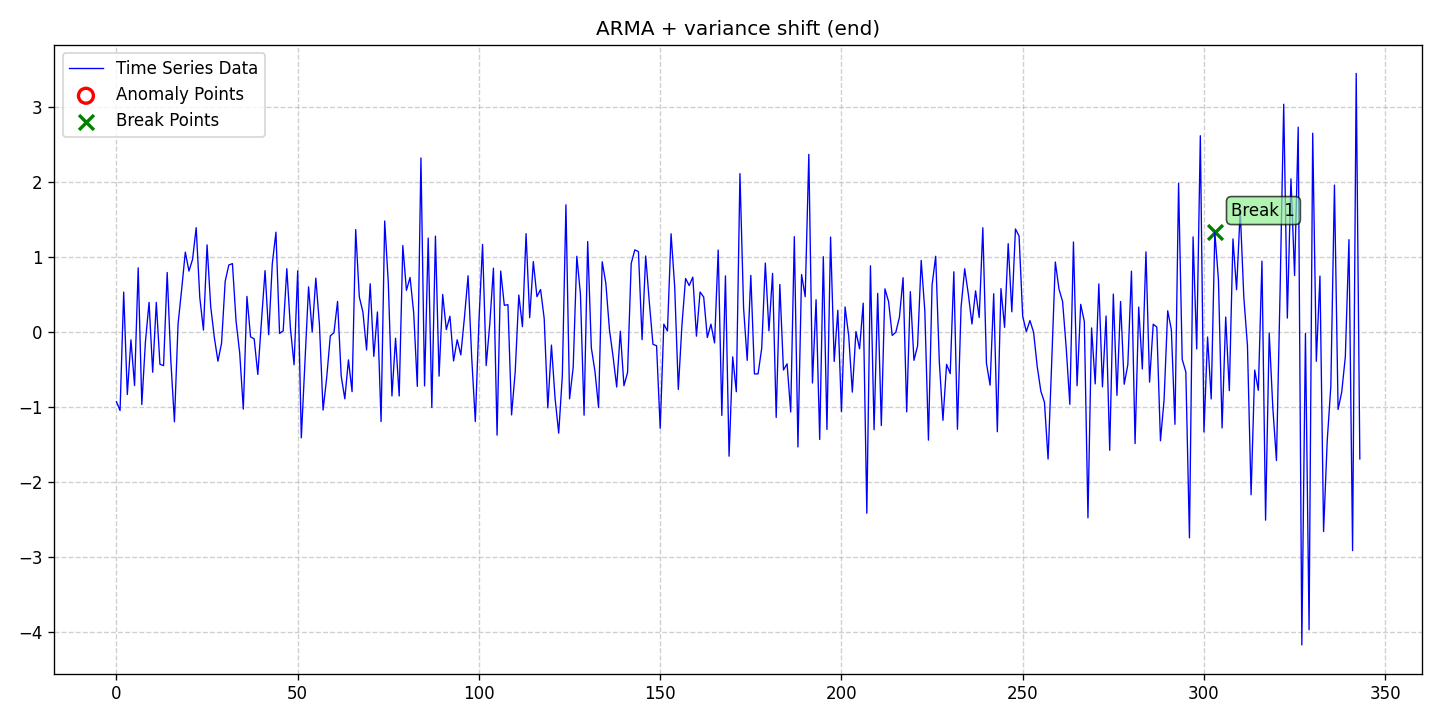 ARMA + variance shift (end)
Time Series Data
Anomaly Points
Break Points
Break 1
3
2
1
0
−1
−2
−3
−4
0 50 100 150 200 250 300 350